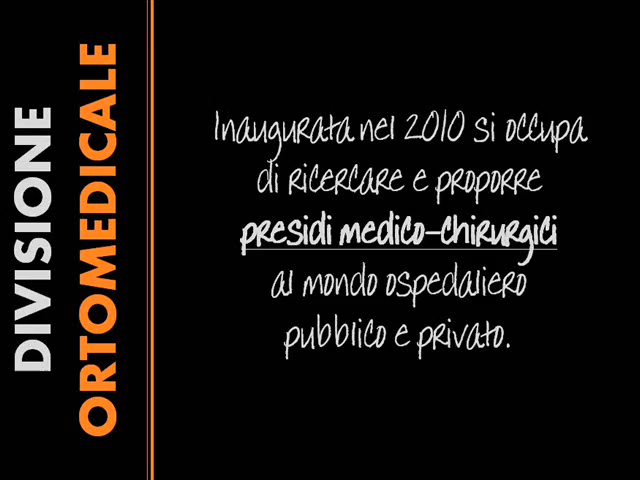 DIVISIONE
ORTOMEDICALE
Inaugurata nel 2010 si occupa
di ricercare e proporre
presidi medico-chirurgici
al mondo ospedaliero
pubblico e privato.